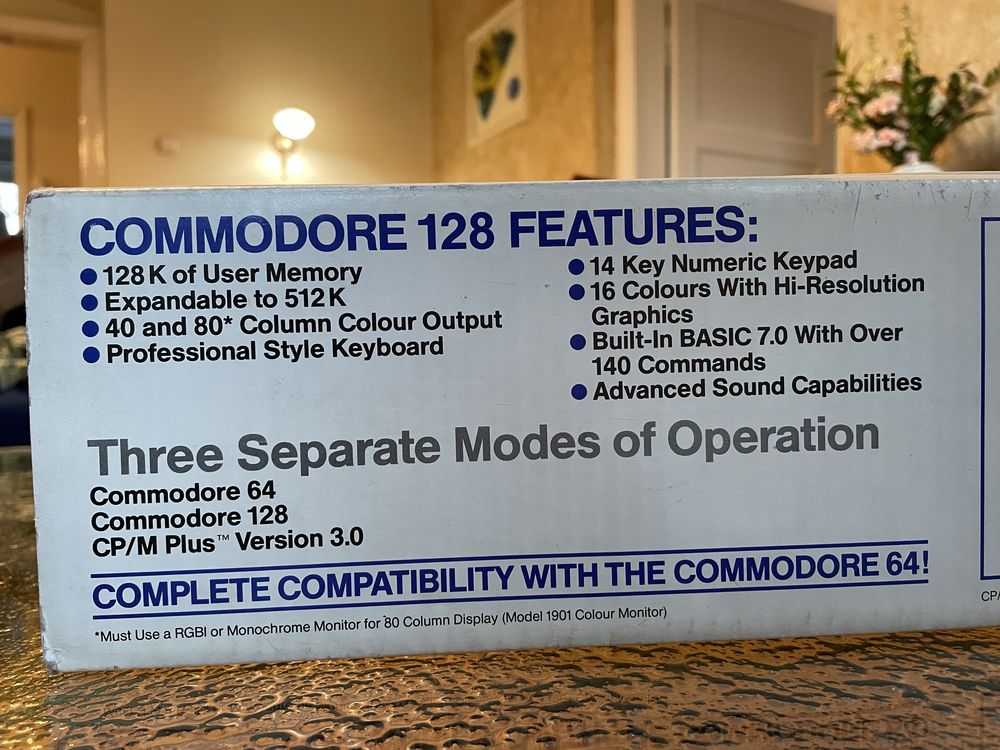 COMMODORE 128 FEATURES:
● 128K of User Memory
● Expandable to 512K
● 40 and 80* Column Colour Output
● Professional Style Keyboard
● 14 Key Numeric Keypad
● 16 Colours With Hi-Resolution
Graphics
● Built-In BASIC 7.0 With Over
140 Commands
● Advanced Sound Capabilities
Three Separate Modes of Operation
Commodore 64
Commodore 128
CP/M Plus™ Version 3.0
COMPLETE COMPATIBILITY WITH THE COMMODORE 64!
*Must Use a RGBI or Monochrome Monitor for 80 Column Display (Model 1901 Colour Monitor)